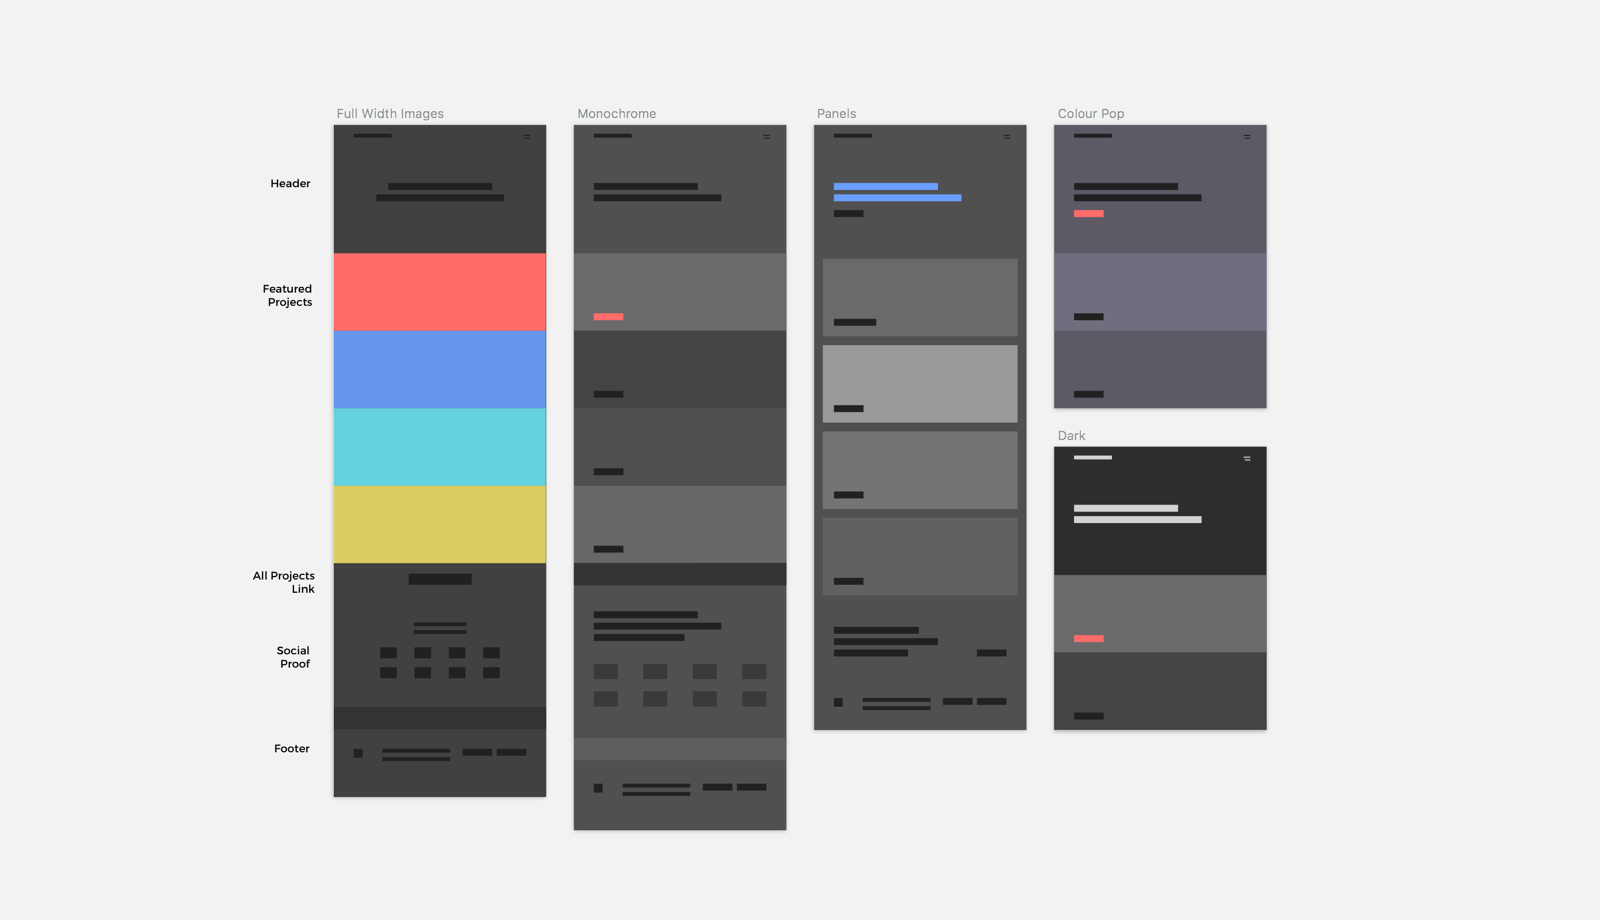 Full Width Images
Monochrome
Panels
Colour Pop
Header
Featured
Projects
Dark
All Projects
Link
Social
Proof
Footer